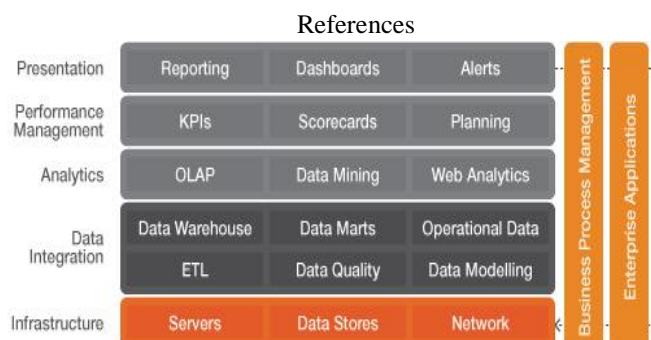 References
Presentation Reporting Dashboards Alerts
Performance
Management
KPIs Scorecards Planning
Analytics OLAP Data Mining Web Analytics
Data
Integration
Data Warehouse Data Marts Operational Data
ETL Data Quality Data Modelling
Infrastructure Servers Data Stores Network
Business Process Management
Enterprise Applications